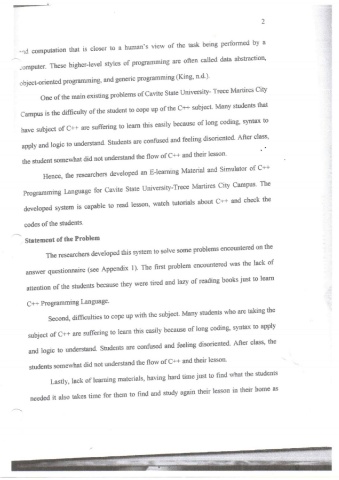 2
computation that is closer to a human's view of the task being performed by a
computer. These higher-level styles of programming are often called data abstraction,
object-oriented programming, and generic programming (King, n.d.).
One of the main existing problems of Cavite State University- Trece Martires City
Campus is the difficulty of the student to cope up of the C++ subject. Many students that
have subject of C++ are suffering to learn this easily because of long coding, syntax to
apply and logic to understand. Students are confused and feeling disoriented. After class,
the student somewhat did not understand the flow of C++ and their lesson.
Hence, the researchers developed an E-learning Material and Simulator of C++
Programming Language for Cavite State University-Trece Martires City Campus. The
developed system is capable to read lesson, watch tutorials about C++ and check the
codes of the students.
Statement of the Problem
The researchers developed this system to solve some problems encountered on the
answer questionnaire (see Appendix 1). The first problem encountered was the lack of
attention of the students because they were tired and lazy of reading books just to learn
C++ Programming Language.
Second, difficulties to cope up with the subject. Many students who are taking the
subject of C++ are suffering to learn this easily because of long coding, syntax to apply
and logic to understand. Students are confused and feeling disoriented. After class, the
students somewhat did not understand the flow of C++ and their lesson.
Lastly, lack of learning materials, having hard time just to find what the students
needed it also takes time for them to find and study again their lesson in their home as